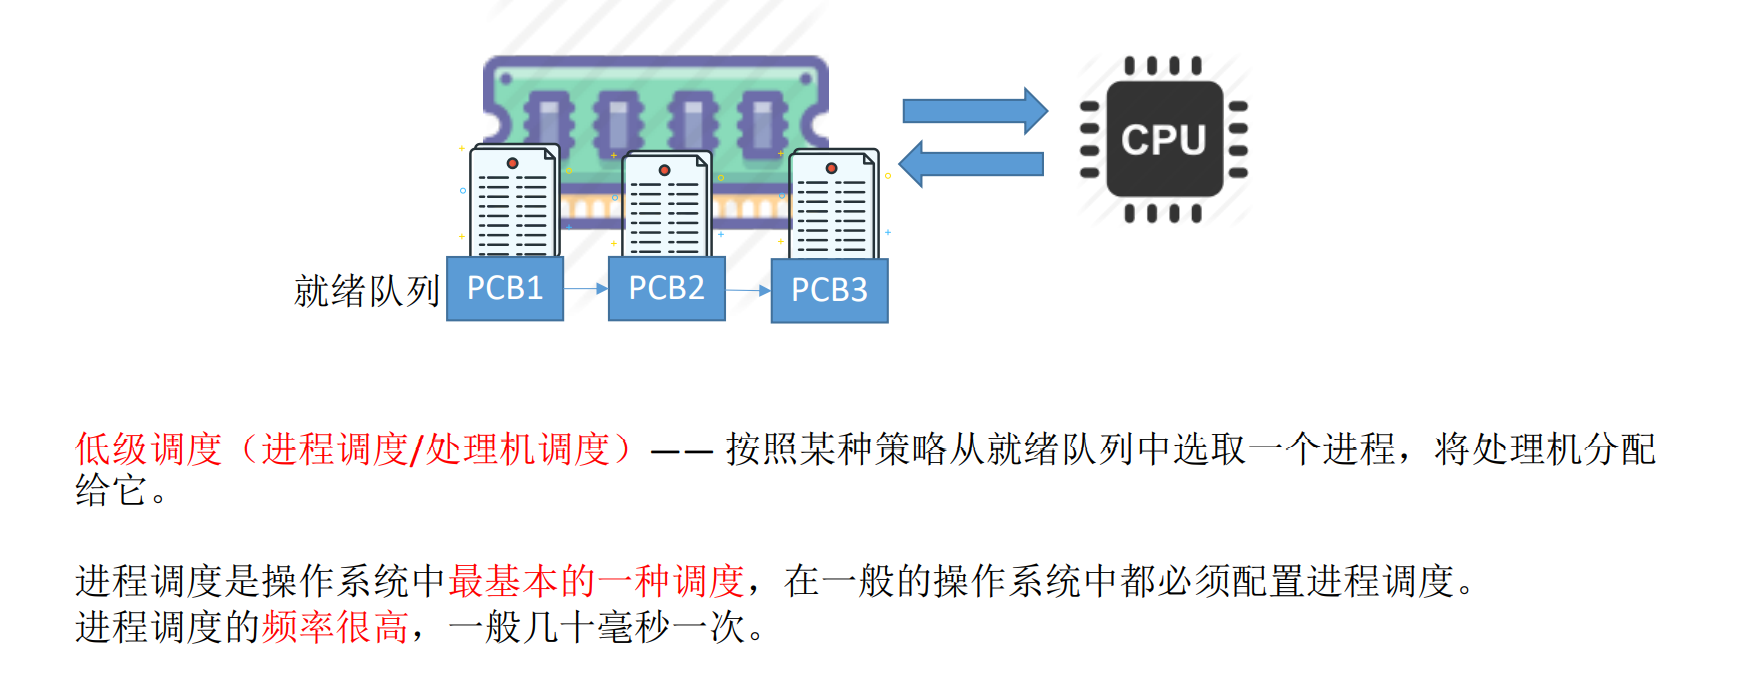 CPU
就绪队列 PCB1 PCB2 PCB3
低级调度（进程调度/处理机调度）—— 按照某种策略从就绪队列中选取一个进程，将处理机分配
给它。
进程调度是操作系统中最基本的一种调度，在一般的操作系统中都必须配置进程调度。
进程调度的频率很高，一般几十毫秒一次。